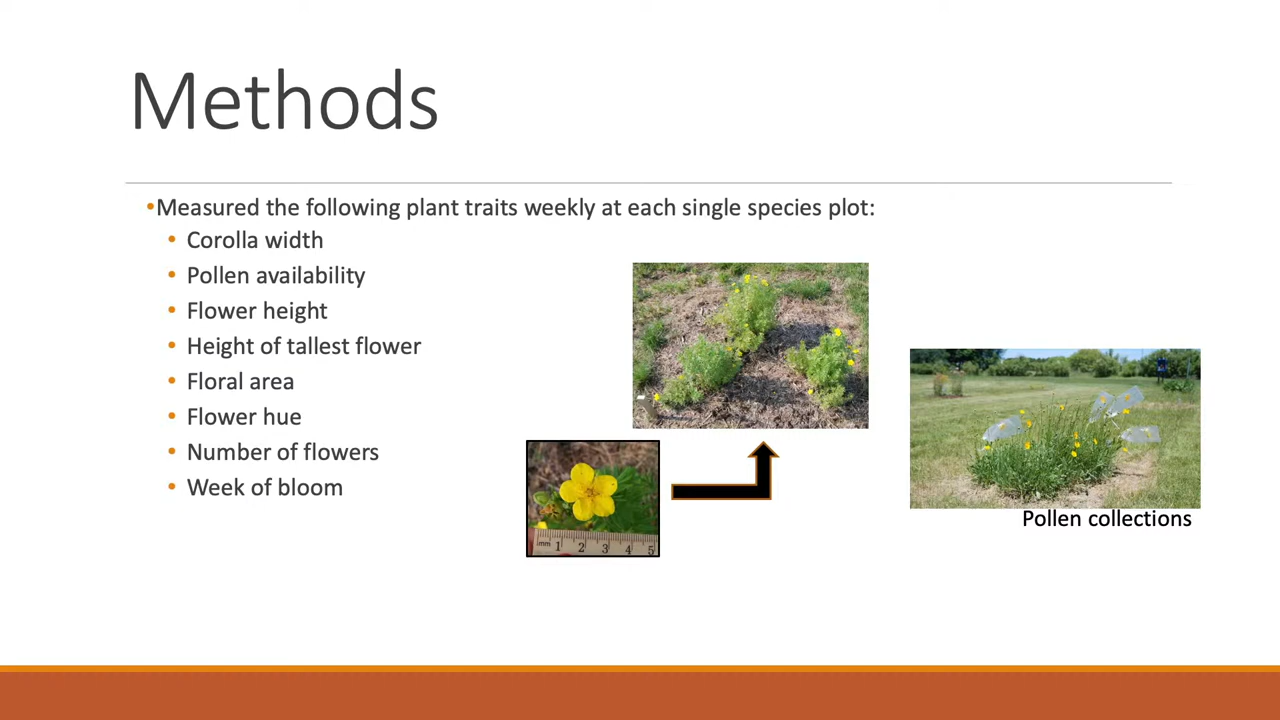 Methods
•Measured the following plant traits weekly at each single species plot:
• Corolla width
• Pollen availability
• Flower height
• Height of tallest flower
• Floral area
• Flower hue
• Number of flowers
• Week of bloom
mm 1 2 3 4 5
Pollen collections